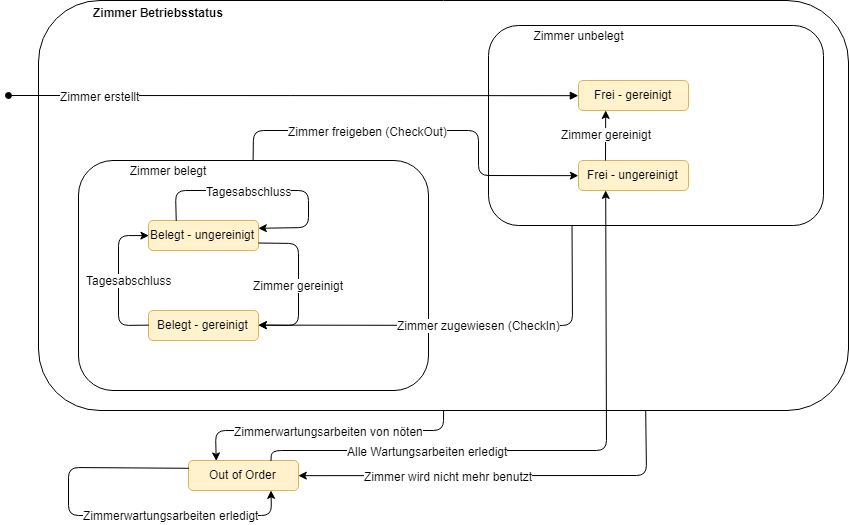 Zimmer Betriebsstatus
Zimmer unbelegt
Zimmer erstellt
Frei - gereinigt
Zimmer freigeben (CheckOut)
Zimmer gereinigt
Zimmer belegt
Frei - ungereinigt
Tagesabschluss
Belegt - ungereinigt
Tagesabschluss
Zimmer gereinigt
Belegt - gereinigt
Zimmer zugewiesen (CheckIn)
Zimmerwartungsarbeiten von nöten
Alle Wartungsarbeiten erledigt
Out of Order
Zimmer wird nicht mehr benutzt
Zimmerwartungsarbeiten erledigt